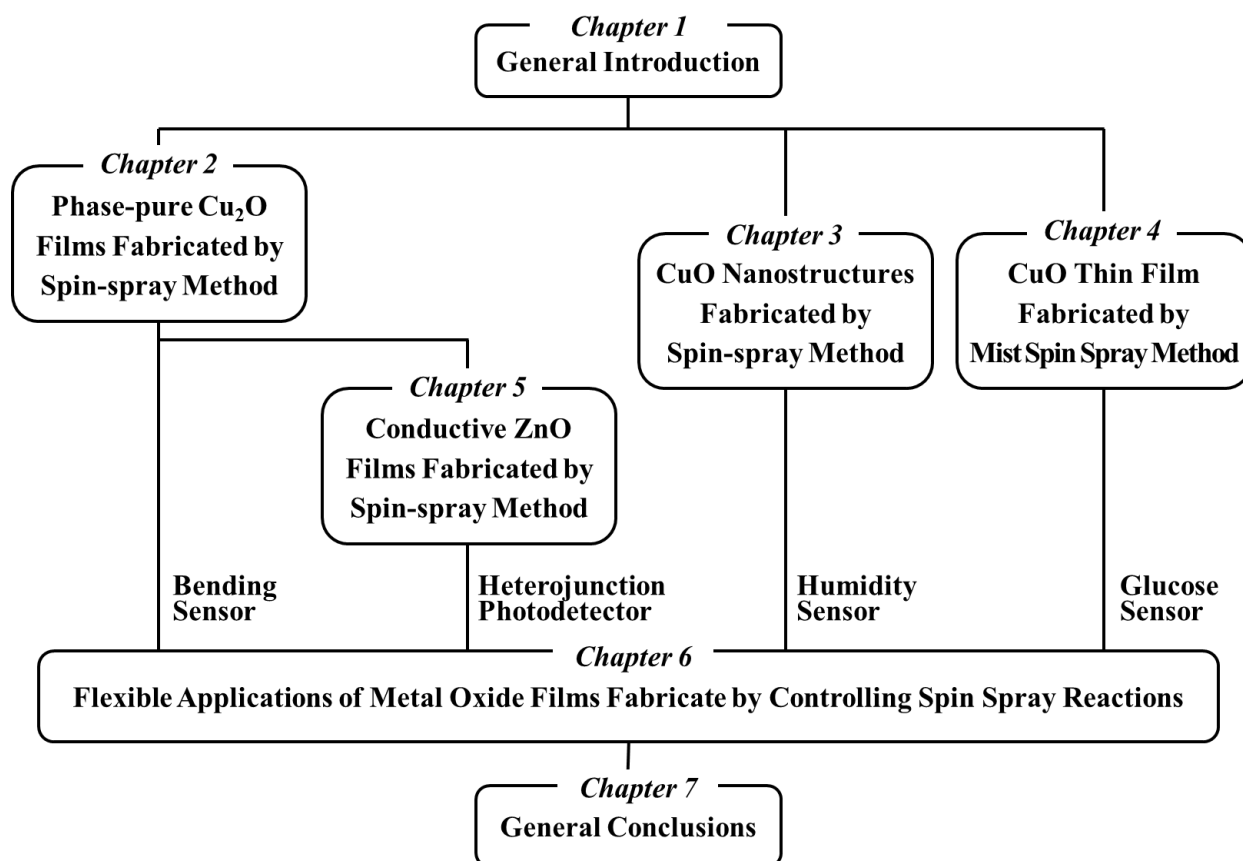 Chapter 1
General Introduction
Chapter 2
Phase-pure Cu₂O
Films Fabricated by
Spin-spray Method
Chapter 3
CuO Nanostructures
Fabricated by
Spin-spray Method
Chapter 4
CuO Thin Film
Fabricated by
Mist Spin Spray Method
Chapter 5
Conductive ZnO
Films Fabricated by
Spin-spray Method
Bending
Sensor
Heterojunction
Photodetector
Humidity
Sensor
Glucose
Sensor
Chapter 6
Flexible Applications of Metal Oxide Films Fabricate by Controlling Spin Spray Reactions
Chapter 7
General Conclusions